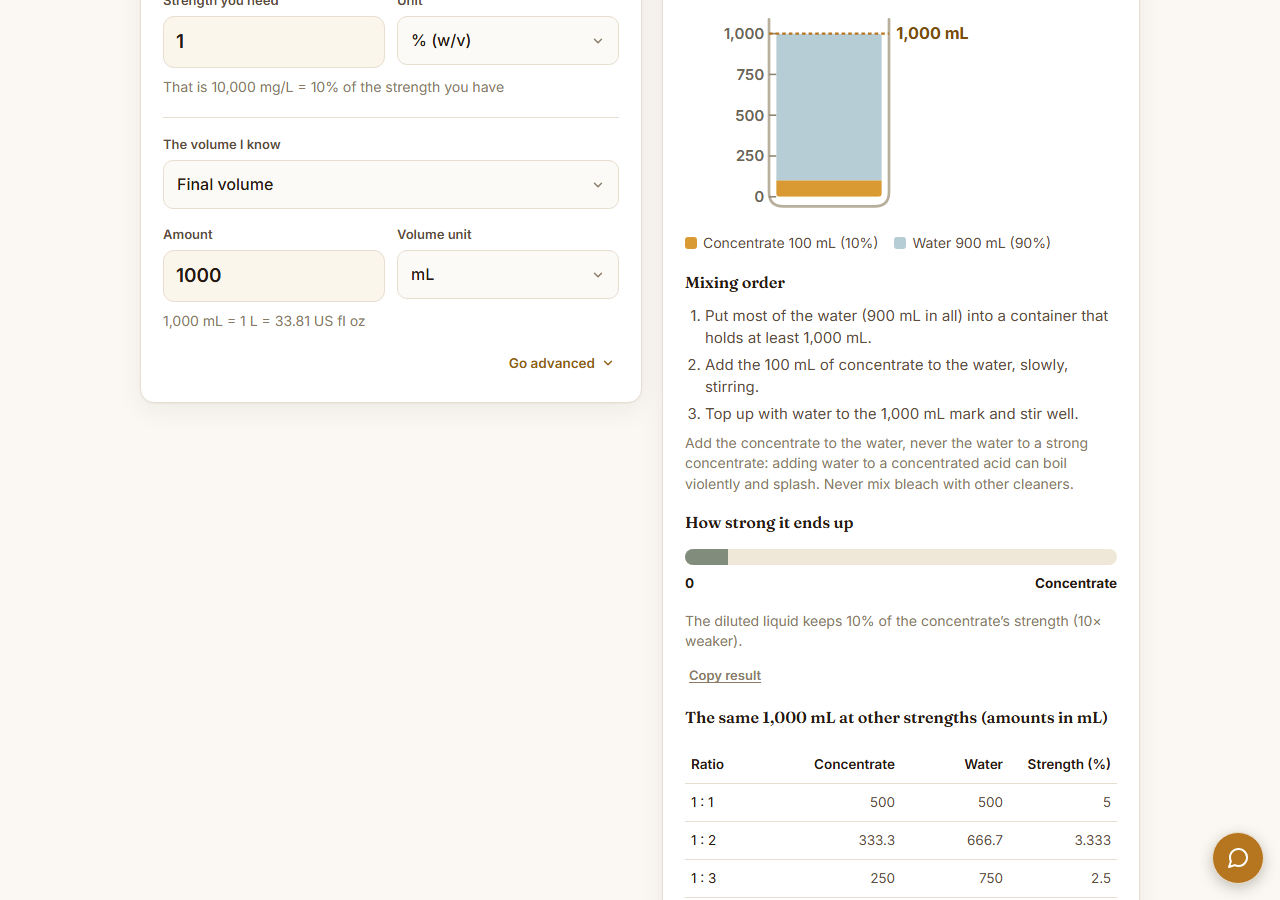 Strength you need
Unit
1
% (w/v)
That is 10,000 mg/L = 10% of the strength you have
The volume I know
Final volume
Amount
Volume unit
1000
mL
1,000 mL = 1 L = 33.81 US fl oz
Go advanced
1,000
1,000 mL
750
500
250
0
Concentrate 100 mL (10%)
Water 900 mL (90%)
Mixing order
1. Put most of the water (900 mL in all) into a container that
holds at least 1,000 mL.
2. Add the 100 mL of concentrate to the water, slowly,
stirring.
3. Top up with water to the 1,000 mL mark and stir well.
Add the concentrate to the water, never the water to a strong
concentrate: adding water to a concentrated acid can boil
violently and splash. Never mix bleach with other cleaners.
How strong it ends up
0
Concentrate
The diluted liquid keeps 10% of the concentrate’s strength (10×
weaker).
Copy result
The same 1,000 mL at other strengths (amounts in mL)
Ratio Concentrate Water Strength (%)
1 : 1 500 500 5
1 : 2 333.3 666.7 3.333
1 : 3 250 750 2.5